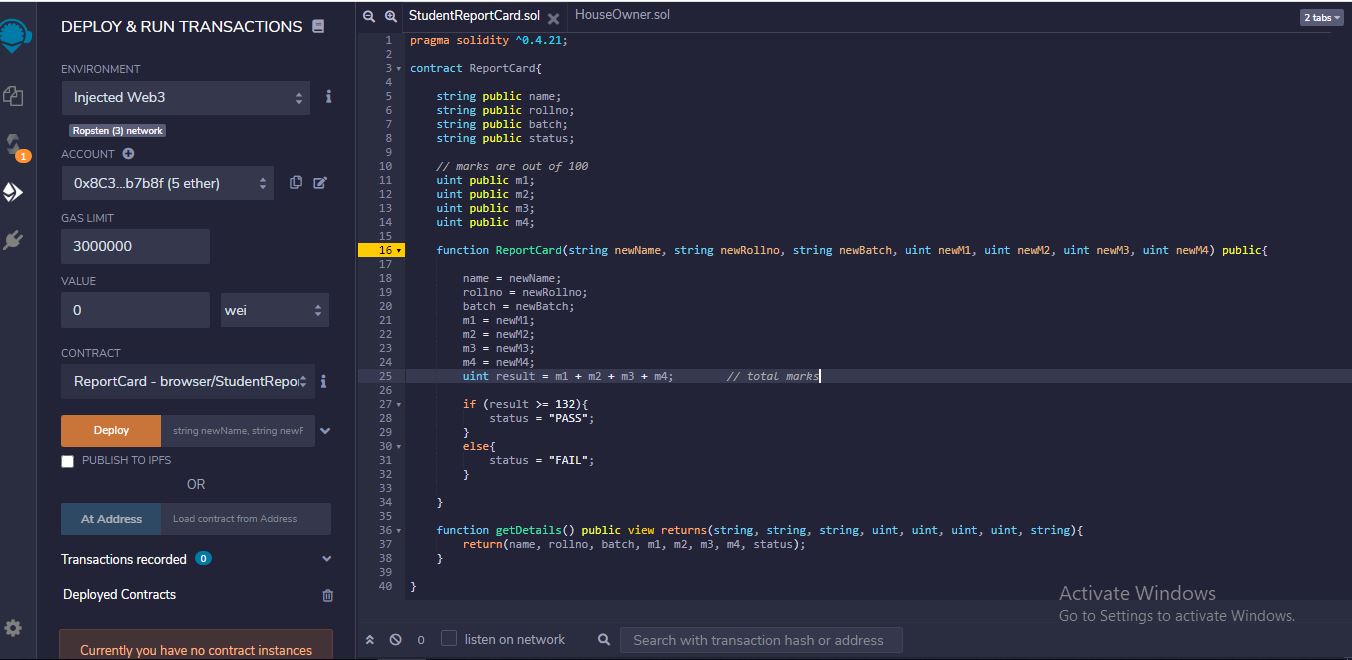 DEPLOY & RUN TRANSACTIONS
ENVIRONMENT
Injected Web3
Ropsten (3) network
ACCOUNT
0x8C3...b7b8f (5 ether)
GAS LIMIT
3000000
VALUE
0
wei
CONTRACT
ReportCard - browser/StudentRepo
Deploy
string newName, string newF
PUBLISH TO IPFS
OR
At Address
Load contract from Address
Transactions recorded 0
Deployed Contracts
Currently you have no contract instances
1
StudentReportCard.sol
HouseOwner.sol
2 tabs
1 pragma solidity ^0.4.21;
2
3 contract ReportCard{
4
5 string public name;
6 string public rollno;
7 string public batch;
8 string public status;
9
10 // marks are out of 100
11 uint public m1;
12 uint public m2;
13 uint public m3;
14 uint public m4;
15
16 function ReportCard(string newName, string newRollno, string newBatch, uint newM1, uint newM2, uint newM3, uint newM4) public{
17
18 name = newName;
19 rollno = newRollno;
20 batch = newBatch;
21 m1 = newM1;
22 m2 = newM2;
23 m3 = newM3;
24 m4 = newM4;
25 uint result = m1 + m2 + m3 + m4; // total marks
26
27 if (result >= 132){
28 status = "PASS";
29 }
30 else{
31 status = "FAIL";
32 }
33
34 }
35
36 function getDetails() public view returns(string, string, string, uint, uint, uint, uint, string){
37 return(name, rollno, batch, m1, m2, m3, m4, status);
38 }
39
40 }
Activate Windows
Go to Settings to activate Windows.
0
listen on network
Search with transaction hash or address